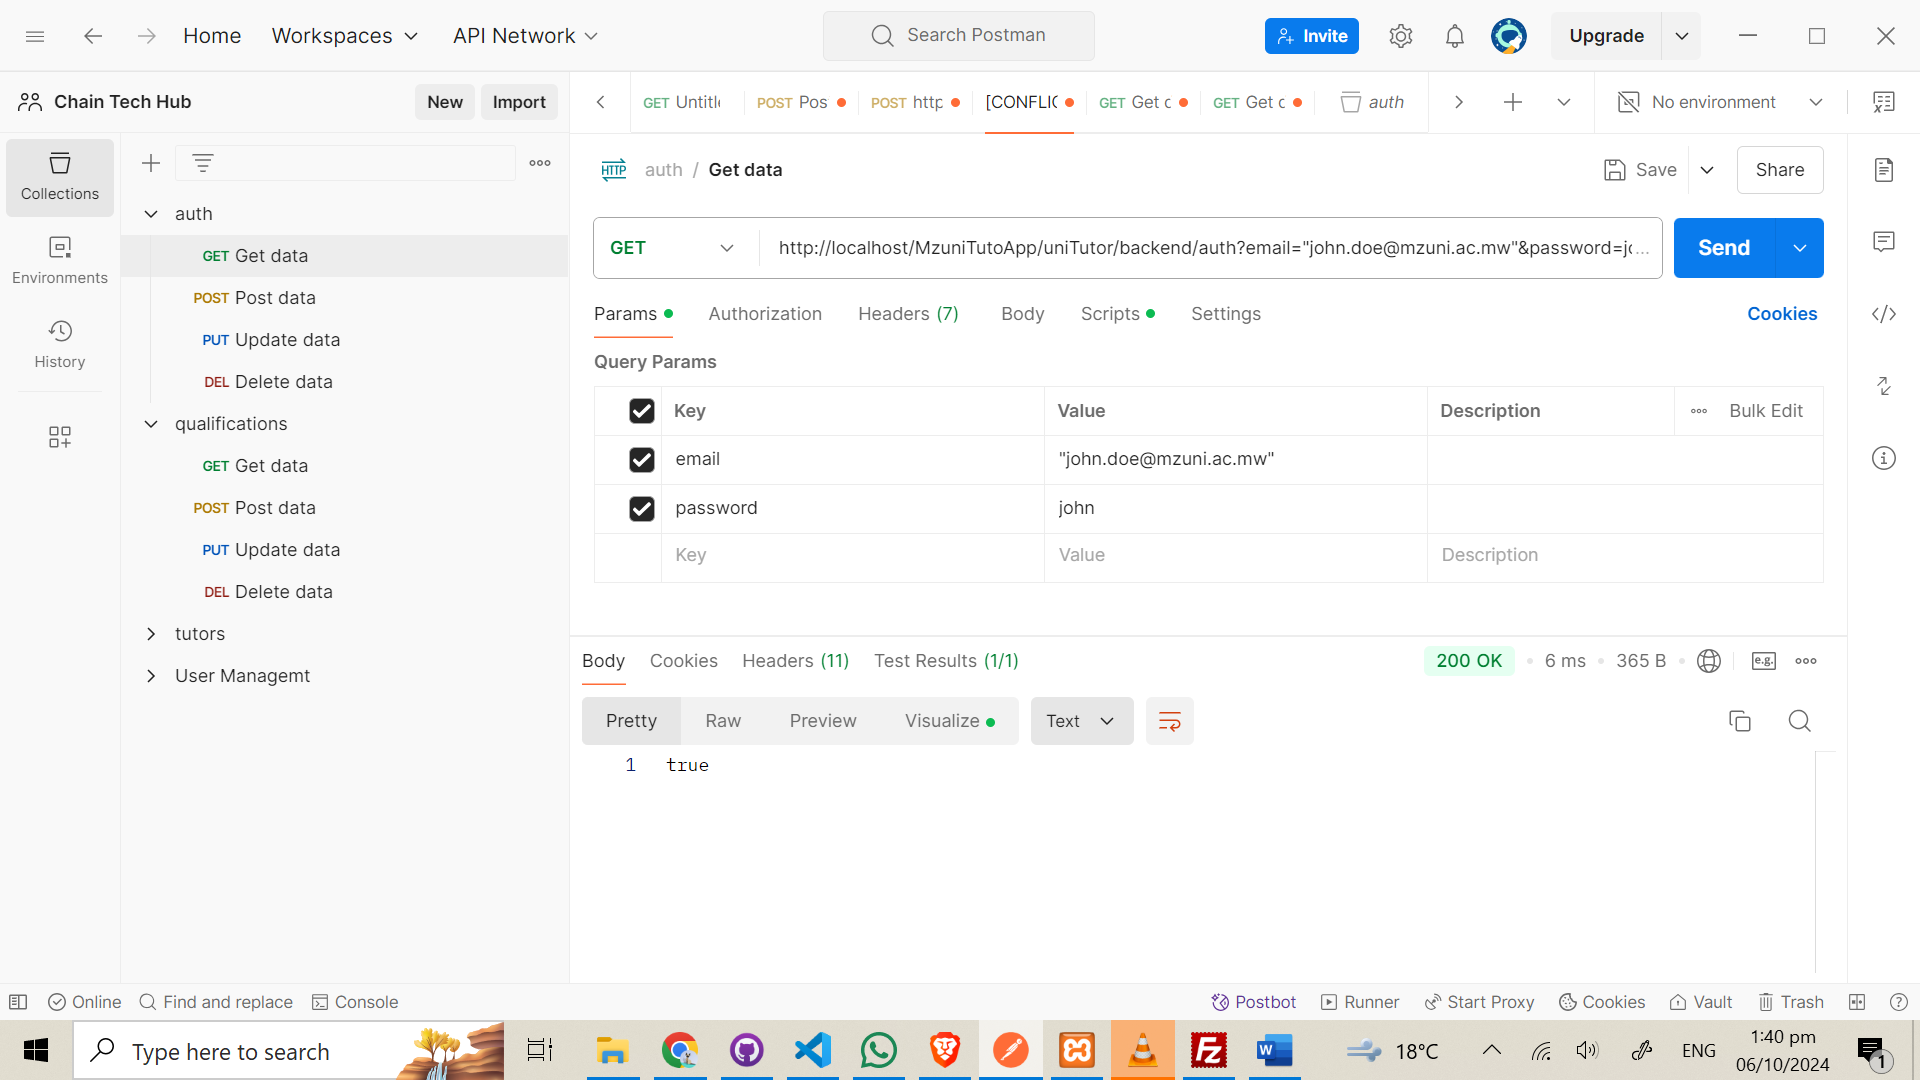 Home
Workspaces
API Network
Search Postman
Invite
Upgrade
Chain Tech Hub
New
Import
GET Untitle
POST Pos
POST http
[CONFLIC
GET Get c
GET Get c
auth
No environment
Collections
Environments
History
auth
GET Get data
POST Post data
PUT Update data
DEL Delete data
qualifications
GET Get data
POST Post data
PUT Update data
DEL Delete data
tutors
User Managemt
HTTP auth / Get data
Save
Share
GET
http://localhost/MzuniTutoApp/uniTutor/backend/auth?email="john.doe@mzuni.ac.mw"&password=jo...
Send
Params
Authorization
Headers (7)
Body
Scripts
Settings
Cookies
Query Params
Key Value Description Bulk Edit
email "john.doe@mzuni.ac.mw"
password john
Key Value Description
Body
Cookies
Headers (11)
Test Results (1/1)
200 OK
6 ms
365 B
e.g.
Pretty
Raw
Preview
Visualize
Text
1 true
Online
Find and replace
Console
Postbot
Runner
Start Proxy
Cookies
Vault
Trash
Type here to search
18°C
ENG
1:40 pm
06/10/2024
1